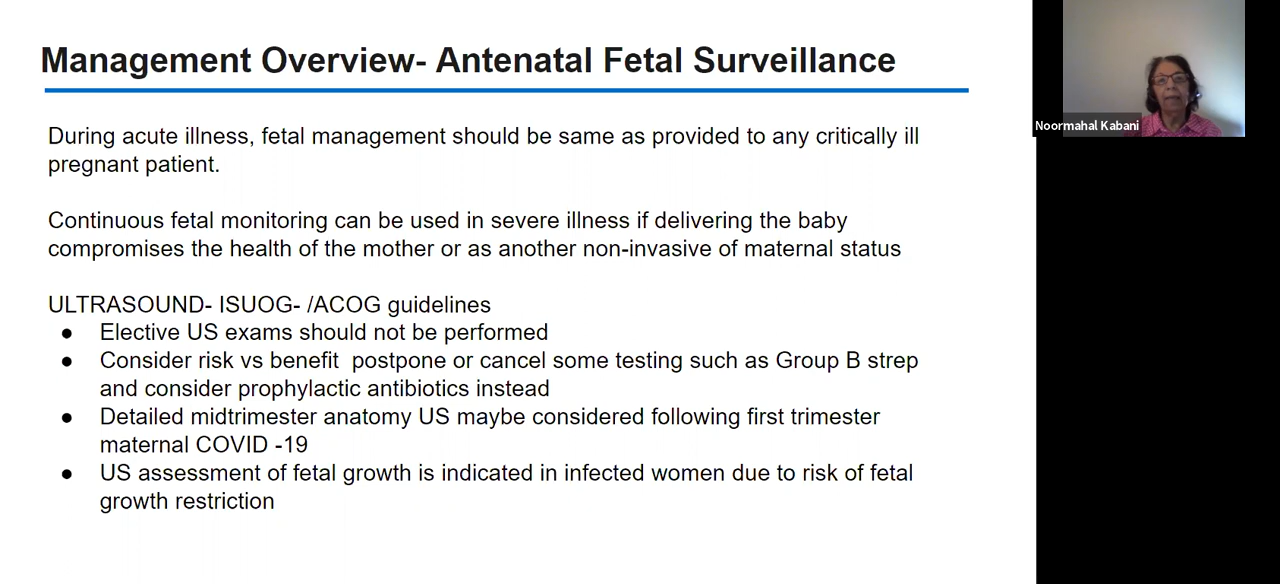 Management Overview- Antenatal Fetal Surveillance
During acute illness, fetal management should be same as provided to any critically ill
pregnant patient.
Continuous fetal monitoring can be used in severe illness if delivering the baby
compromises the health of the mother or as another non-invasive of maternal status
ULTRASOUND- ISUOG- /ACOG guidelines
● Elective US exams should not be performed
● Consider risk vs benefit  postpone or cancel some testing such as Group B strep
and consider prophylactic antibiotics instead
● Detailed midtrimester anatomy US maybe considered following first trimester
maternal COVID -19
● US assessment of fetal growth is indicated in infected women due to risk of fetal
growth restriction
Noormahal Kabani